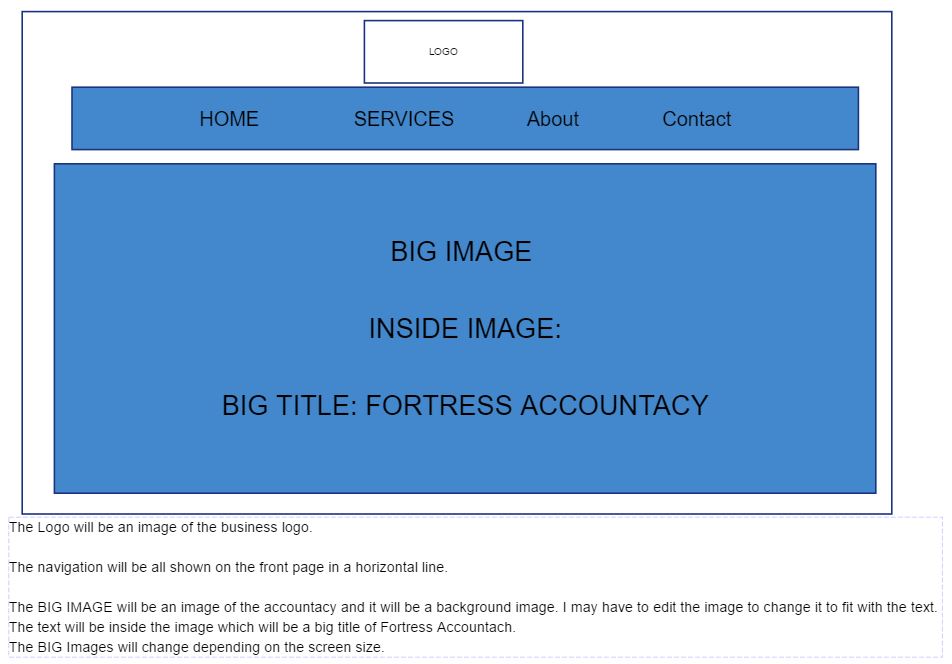 LOGO
HOME SERVICES About Contact
BIG IMAGE
INSIDE IMAGE:
BIG TITLE: FORTRESS ACCOUNTACY
The Logo will be an image of the business logo.
The navigation will be all shown on the front page in a horizontal line.
The BIG IMAGE will be an image of the accountacy and it will be a background image. I may have to edit the image to change it to fit with the text.
The text will be inside the image which will be a big title of Fortress Accountach.
The BIG Images will change depending on the screen size.